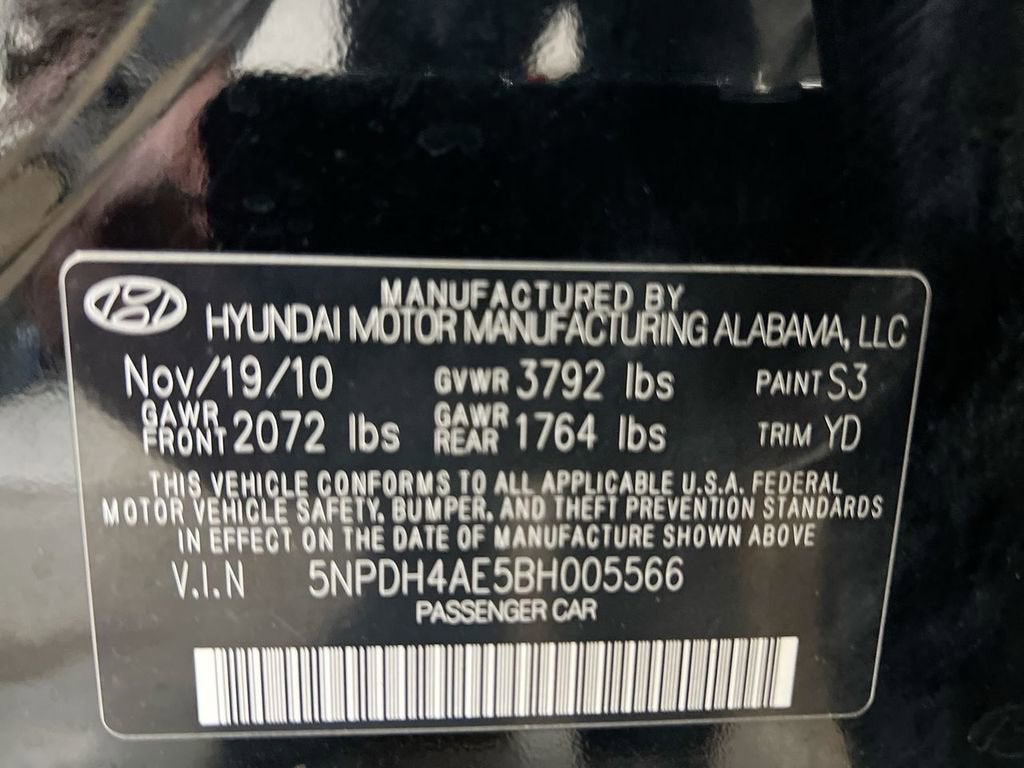 MANUFACTURED BY
HYUNDAI MOTOR MANUFACTURING ALABAMA, LLC
Nov/19/10 GVWR 3792 lbs PAINT S3
GAWR FRONT 2072 lbs GAWR REAR 1764 lbs TRIM YD
THIS VEHICLE CONFORMS TO ALL APPLICABLE U.S.A. FEDERAL
MOTOR VEHICLE SAFETY, BUMPER, AND THEFT PREVENTION STANDARDS
IN EFFECT ON THE DATE OF MANUFACTURE SHOWN ABOVE
V.I.N 5NPDH4AE5BH005566
PASSENGER CAR